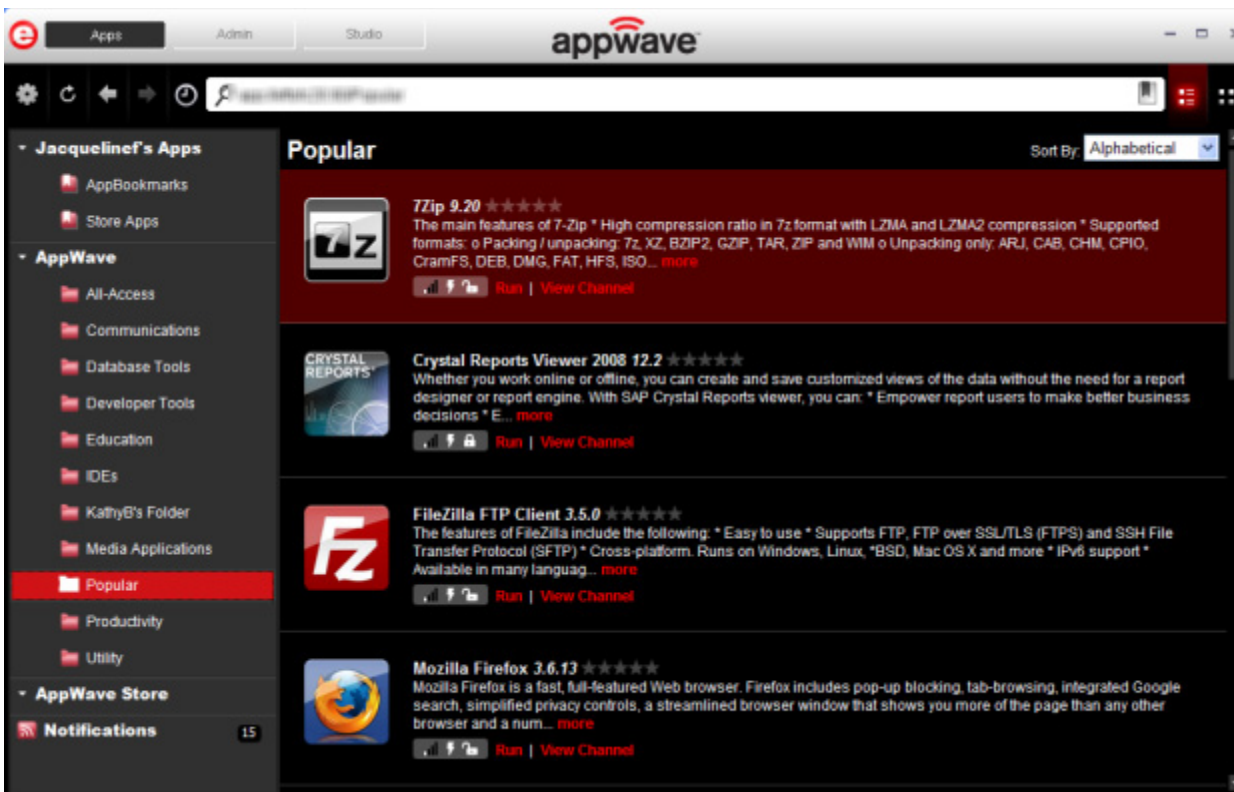 e Apps Admin Studio appwave
Jacquelinef's Apps
AppBookmarks
Store Apps
AppWave
All-Access
Communications
Database Tools
Developer Tools
Education
IDEs
KathyB's Folder
Media Applications
Popular
Productivity
Utility
AppWave Store
Notifications 15
Popular Sort By: Alphabetical
7Zip 9.20
The main features of 7-Zip * High compression ratio in 7z format with LZMA and LZMA2 compression * Supported
formats: o Packing / unpacking: 7z, XZ, BZIP2, GZIP, TAR, ZIP and WIM o Unpacking only: ARJ, CAB, CHM, CPIO,
CramFS, DEB, DMG, FAT, HFS, ISO... more
Run | View Channel
7z
CRYSTAL
REPORTS
Crystal Reports Viewer 2008 12.2
Whether you work online or offline, you can create and save customized views of the data without the need for a report
designer or report engine. With SAP Crystal Reports viewer, you can: * Empower report users to make better business
decisions * E... more
Run | View Channel
Fz
FileZilla FTP Client 3.5.0
The features of FileZilla include the following: * Easy to use * Supports FTP, FTP over SSL/TLS (FTPS) and SSH File
Transfer Protocol (SFTP) * Cross-platform. Runs on Windows, Linux, *BSD, Mac OS X and more * IPv6 support *
Available in many languag... more
Run | View Channel
Mozilla Firefox 3.6.13
Mozilla Firefox is a fast, full-featured Web browser. Firefox includes pop-up blocking, tab-browsing, integrated Google
search, simplified privacy controls, a streamlined browser window that shows you more of the page than any other
browser and a num... more
Run | View Channel